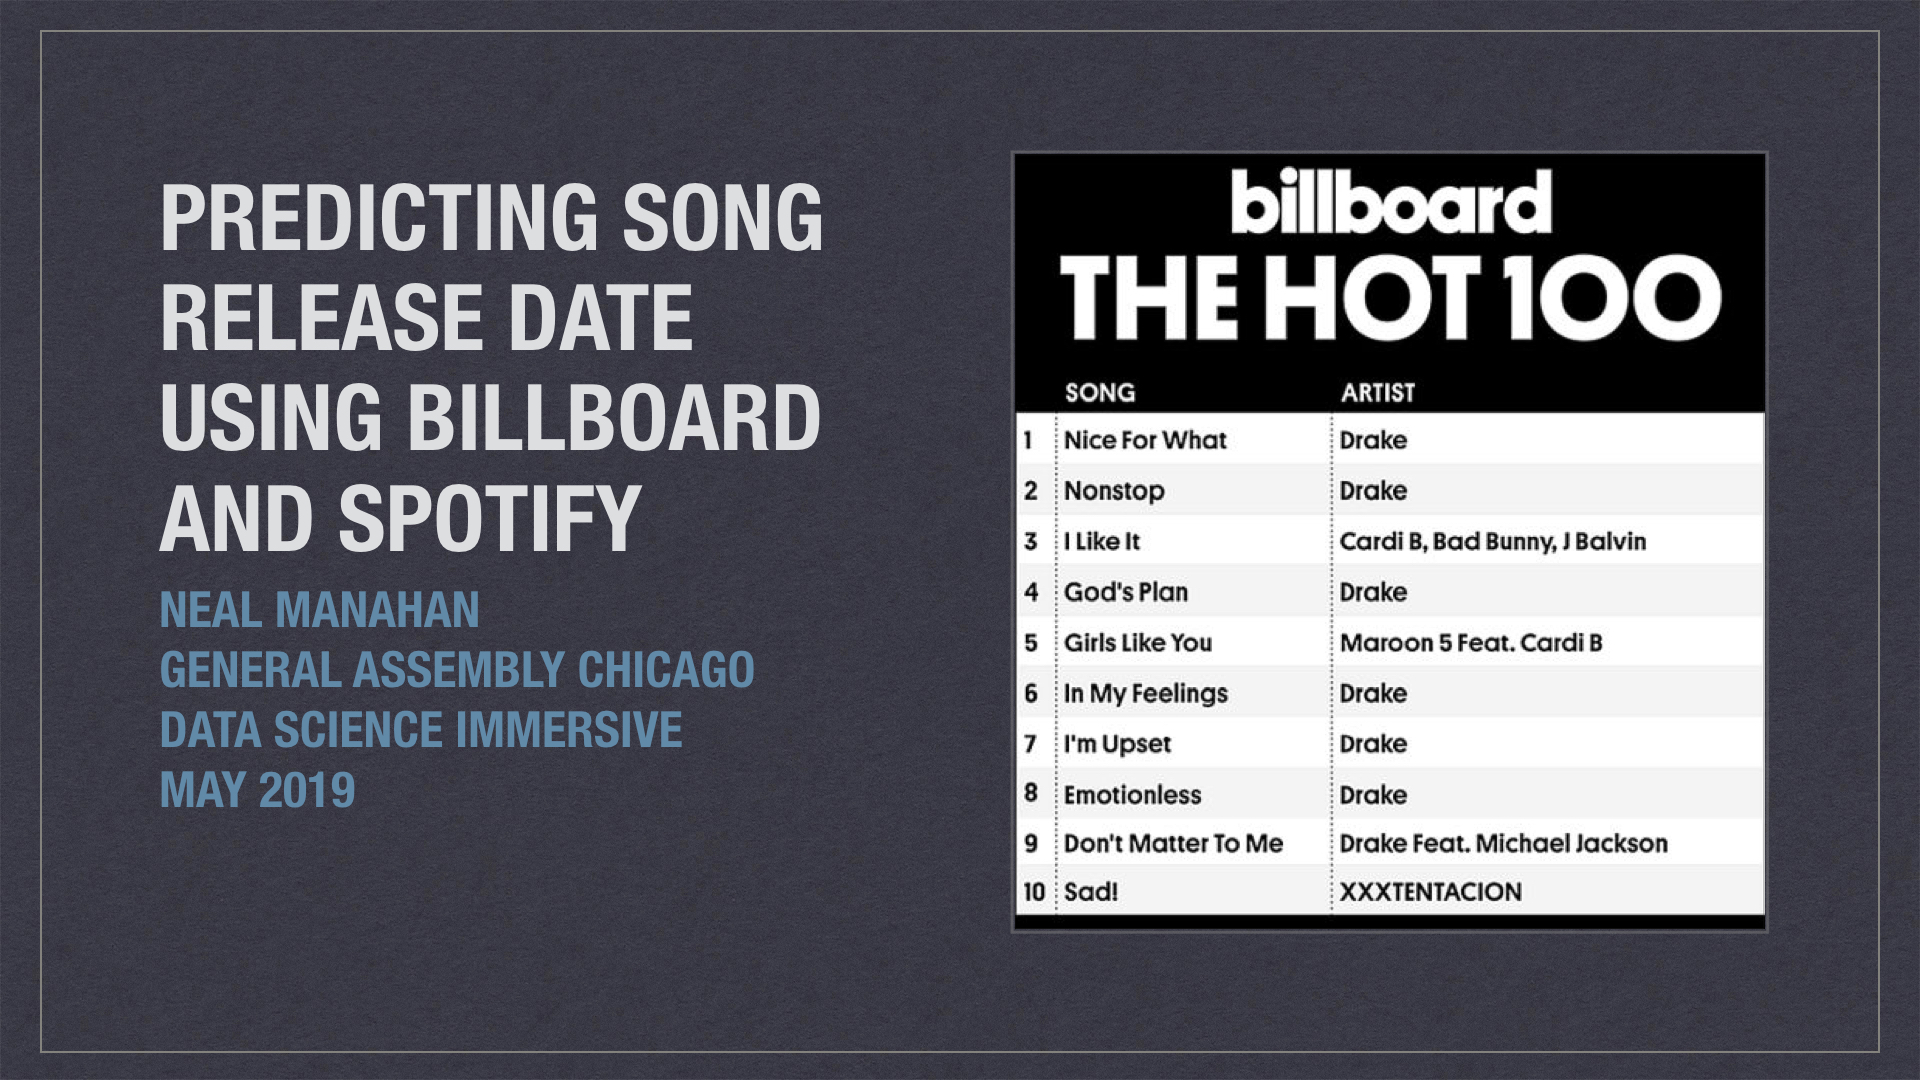 PREDICTING SONG
RELEASE DATE
USING BILLBOARD
AND SPOTIFY
NEAL MANAHAN
GENERAL ASSEMBLY CHICAGO
DATA SCIENCE IMMERSIVE
MAY 2019
billboard
THE HOT 100
SONG ARTIST
1 Nice For What Drake
2 Nonstop Drake
3 I Like It Cardi B, Bad Bunny, J Balvin
4 God's Plan Drake
5 Girls Like You Maroon 5 Feat. Cardi B
6 In My Feelings Drake
7 I'm Upset Drake
8 Emotionless Drake
9 Don't Matter To Me Drake Feat. Michael Jackson
10 Sad! XXXTENTACION